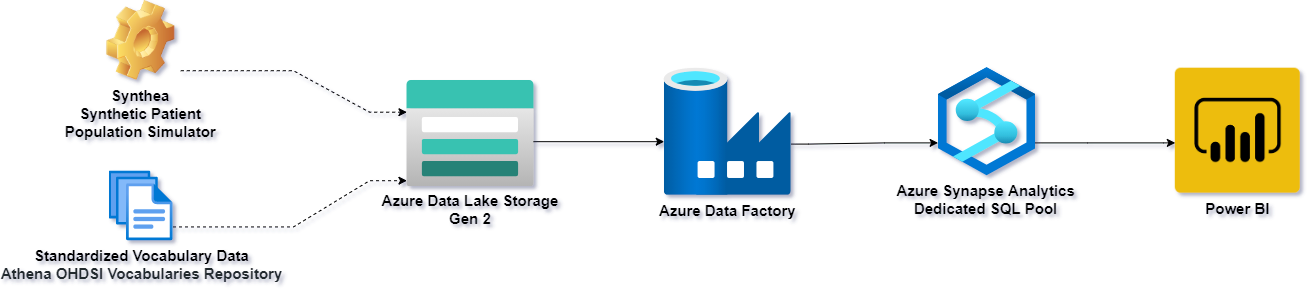 Synthea
Synthetic Patient
Population Simulator
Standardized Vocabulary Data
Athena OHDSI Vocabularies Repository
Azure Data Lake Storage
Gen 2
Azure Data Factory
Azure Synapse Analytics
Dedicated SQL Pool
Power BI